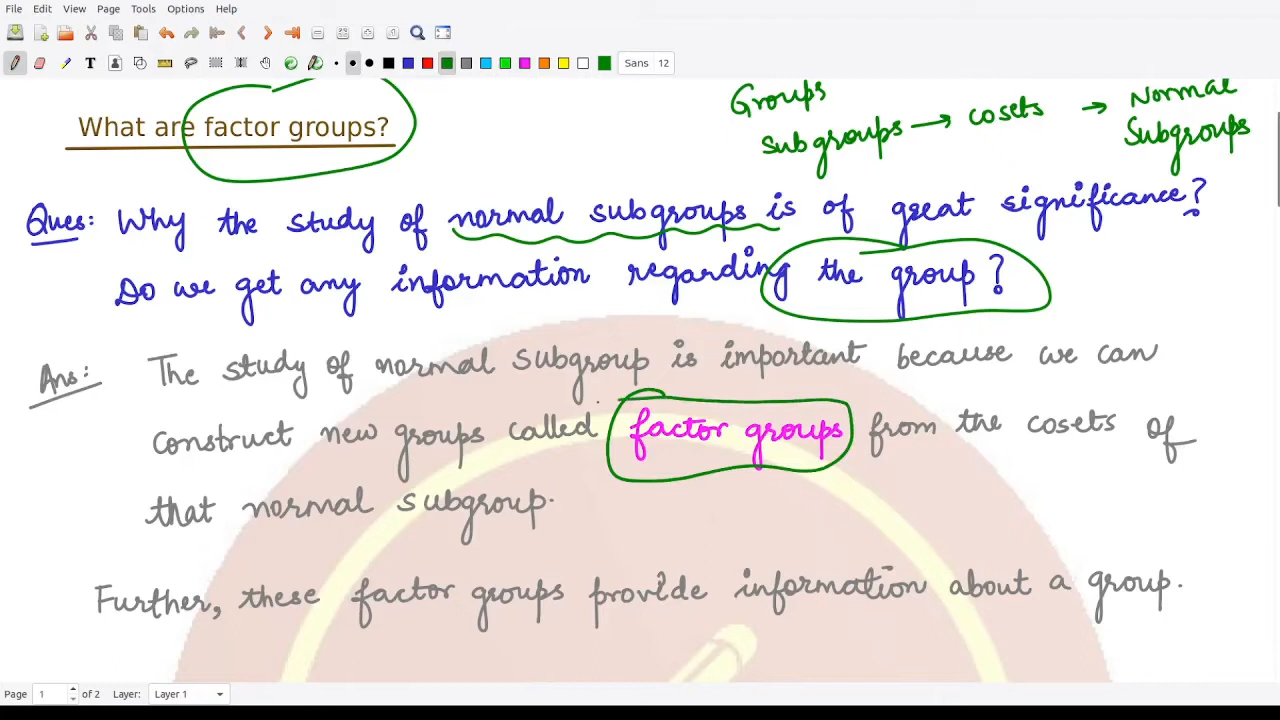 File Edit View Page Tools Options Help
Sans 12
What are factor groups?
Groups
Subgroups → cosets → Normal Subgroups
Ques: Why the study of normal subgroups is of great significance?
Do we get any information regarding the group?
Ans: The study of normal subgroup is important because we can
construct new groups called factor groups from the cosets of
that normal subgroup.
Further, these factor groups provide information about a group.
Page 1 of 2 Layer: Layer 1